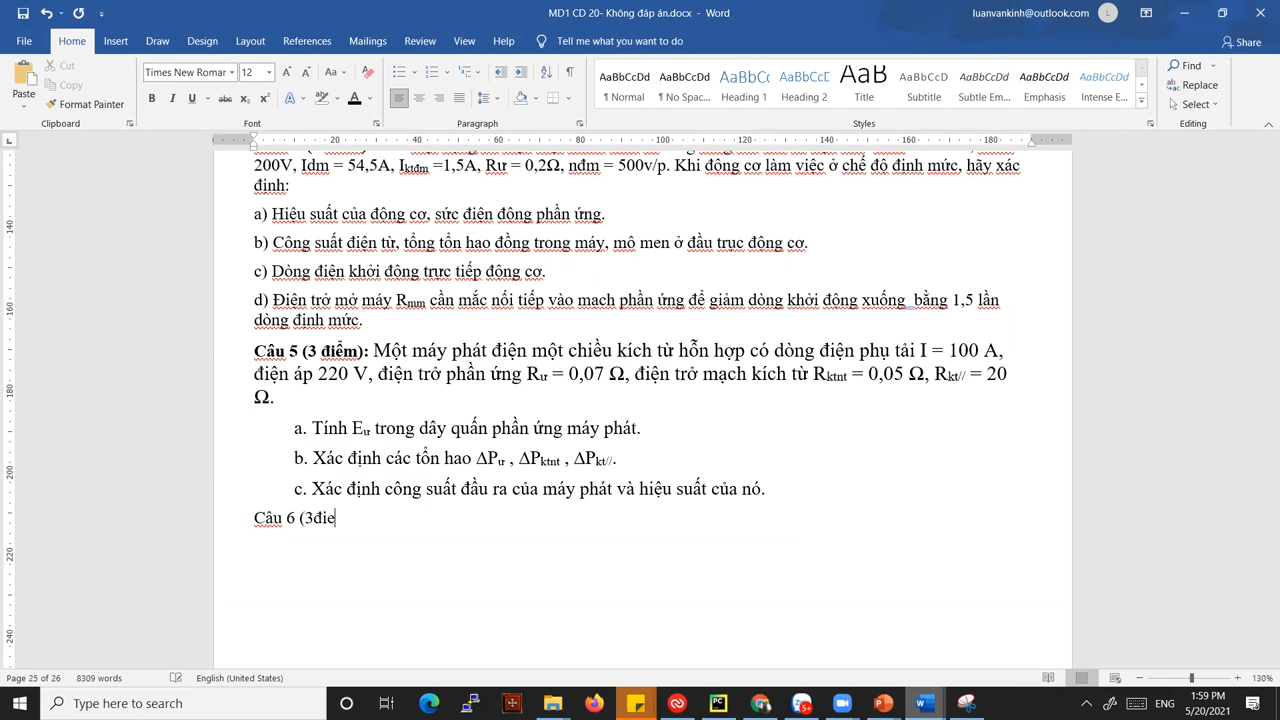 MD1 CD 20-Không đáp án.docx - Word
luanvankinh@outlook.com
L
File Home Insert Draw Design Layout References Mailings Review View Help Tell me what you want to do
Share
Paste
Cut
Copy
Format Painter
Clipboard
Times New Romar 12
Font
Paragraph
AaBbCcDd AaBbCcDd AaBbCc AaBbCcE AaB AaBbCcD AaBbCcDd AaBbCcDd AaBbCcDd
¶ Normal ¶ No Spac... Heading 1 Heading 2 Title Subtitle Subtle Em... Emphasis Intense E...
Styles
Find
Replace
Select
Editing
20 40 60 80 100 120 140 160 180
200V, Iđm = 54,5A, Iktđm =1,5A, Rư = 0,2Ω, nđm = 500v/p. Khi động cơ làm việc ở chế độ định mức, hãy xác
định:
a) Hiệu suất của động cơ, sức điện động phần ứng.
b) Công suất điện từ, tổng tổn hao đồng trong máy, mô men ở đầu trục động cơ.
c) Dòng điện khởi động trực tiếp động cơ.
d) Điện trở mở máy Rmm cần mắc nối tiếp vào mạch phần ứng để giảm dòng khởi động xuống bằng 1,5 lần
dòng định mức.
Câu 5 (3 điểm): Một máy phát điện một chiều kích từ hỗn hợp có dòng điện phụ tải I = 100 A,
điện áp 220 V, điện trở phần ứng Rư = 0,07 Ω, điện trở mạch kích từ Rktnt = 0,05 Ω, Rkt// = 20
Ω.
a. Tính Eư trong dây quấn phần ứng máy phát.
b. Xác định các tổn hao ΔPư , ΔPktnt , ΔPkt//.
c. Xác định công suất đầu ra của máy phát và hiệu suất của nó.
Câu 6 (3đie
Page 25 of 26 8309 words English (United States)
130%
Type here to search
ENG
1:59 PM
5/20/2021